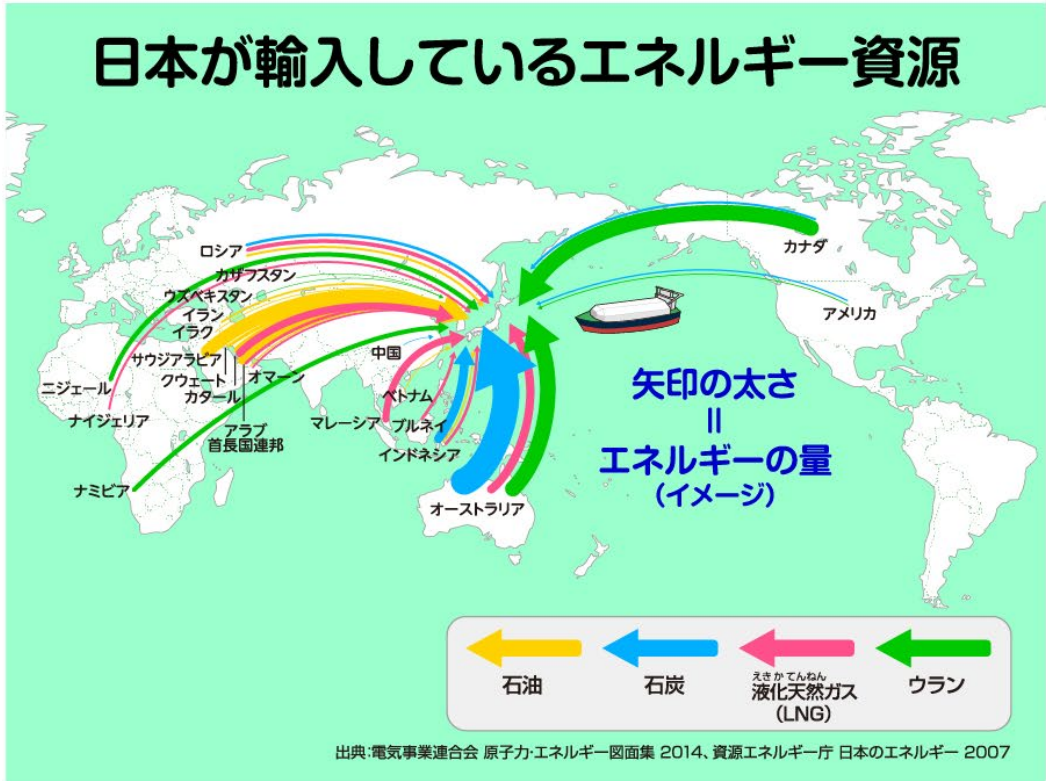 日本が輸入しているエネルギー資源
ロシア
カザフスタン
ウズベキスタン
イラン
イラク
サウジアラビア
クウェート
カタール
オマーン
アラブ
首長国連邦
ニジェール
ナイジェリア
ナミビア
中国
ベトナム
マレーシア
ブルネイ
インドネシア
オーストラリア
カナダ
アメリカ
矢印の太さ
＝
エネルギーの量
(イメージ)
石油
石炭
えきかてんねん
液化天然ガス
(LNG)
ウラン
出典:電気事業連合会 原子力･エネルギー図面集 2014、資源エネルギー庁 日本のエネルギー 2007